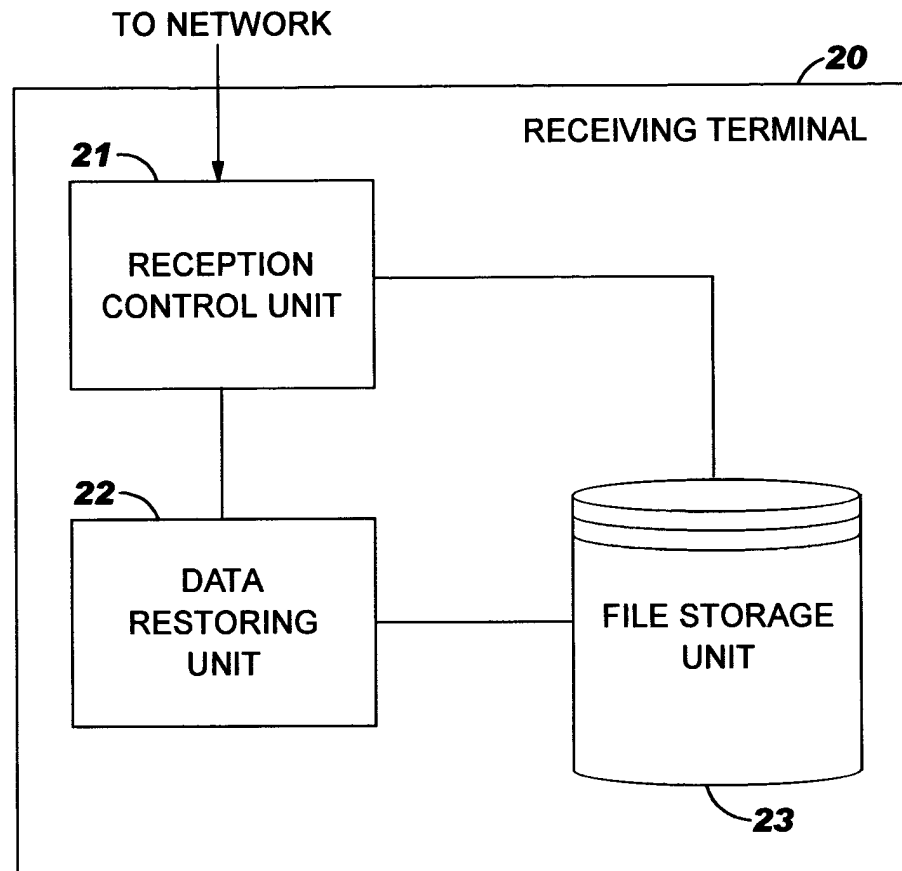 TO NETWORK
20
RECEIVING TERMINAL
21
RECEPTION
CONTROL UNIT
22
DATA
RESTORING
UNIT
FILE STORAGE
UNIT
23